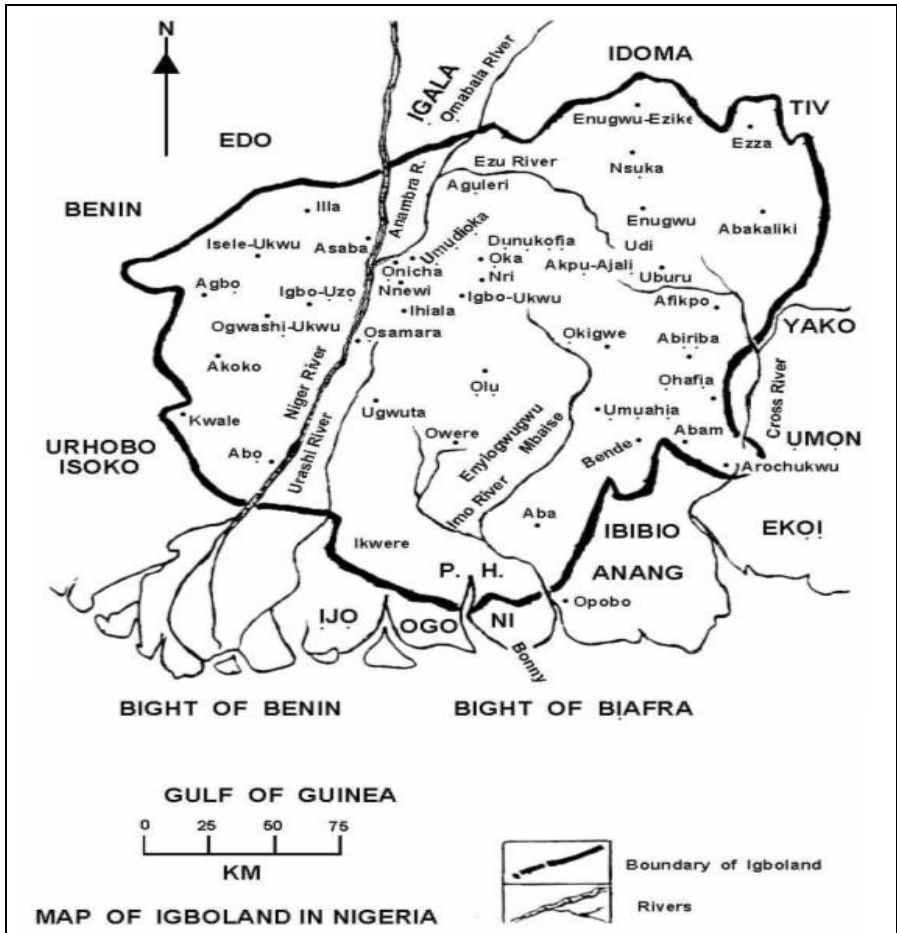 N
IDOMA
IGALA
Omabala River
TIV
Enugwu-Ezike
EDO
Ezza
Ezu River
Nsuka
Anambra R.
Aguleri
BENIN
Illa
Enugwu
Abakaliki
Isele-Ukwu
Asaba
Umudioka
Dunukofia
Udi
Onicha
Oka
Akpu-Ajali
Uburu
Agbo
Igbo-Uzo
Nnewi
Nri
Igbo-Ukwu
Afikpo
Ihiala
Ogwashi-Ukwu
Osamara
Okigwe
Abiriba
YAKO
Akoko
Niger River
Olu
Ohafia
Cross River
Kwale
Ugwuta
Umuahia
Urashi River
Owere
Enyiogwugwu
Mbaise
Abam
UMON
URHOBO
ISOKO
Abo
Bende
Arochukwu
Imo River
Aba
IBIBIO
EKOI
Ikwere
P. H.
ANANG
Opobo
IJO
OGO
NI
Bonny
BIGHT OF BENIN
BIGHT OF BIAFRA
GULF OF GUINEA
0 25 50 75
KM
Boundary of Igboland
Rivers
MAP OF IGBOLAND IN NIGERIA